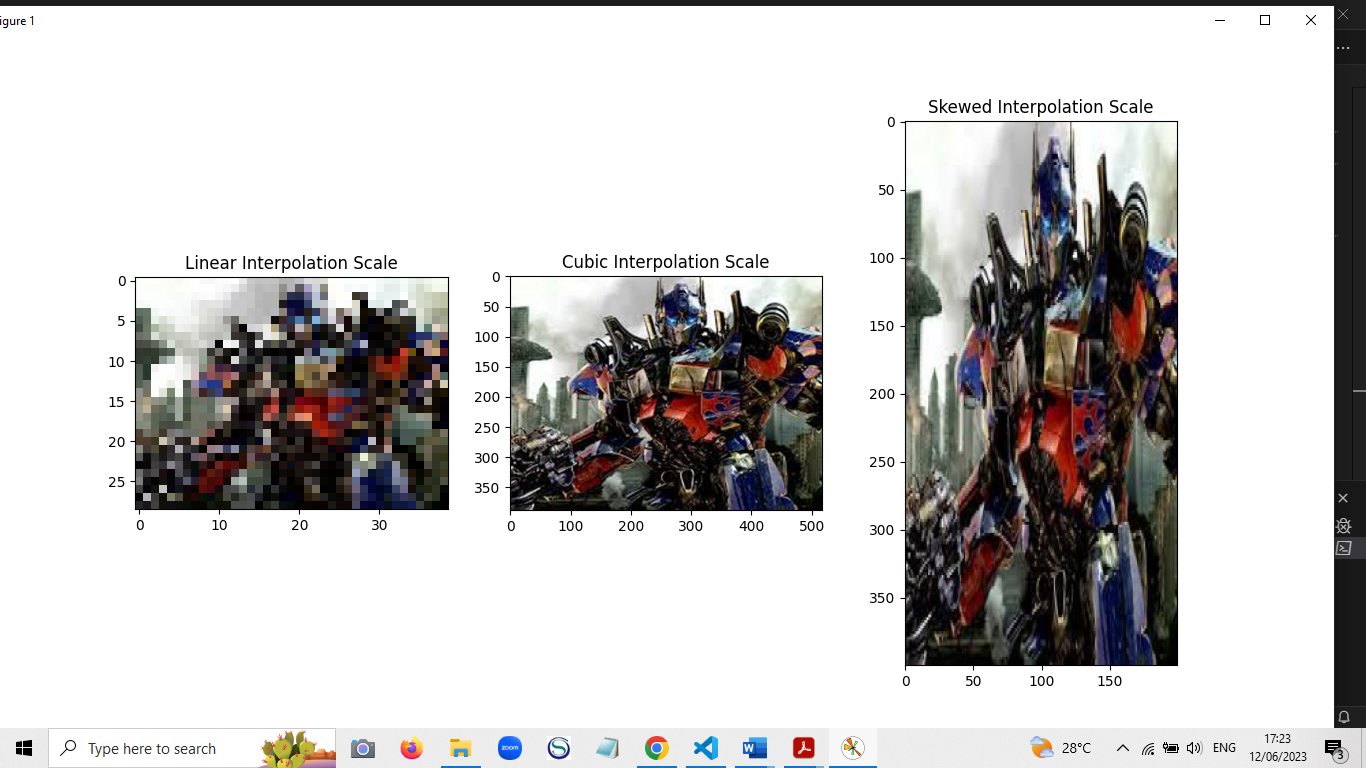 igure 1
Skewed Interpolation Scale
0
50
100
150
200
250
300
350
0 50 100 150
Linear Interpolation Scale
0
5
10
15
20
25
0 10 20 30
Cubic Interpolation Scale
0
50
100
150
200
250
300
350
0 100 200 300 400 500
Type here to search
zoom
28°C
ENG
17:23
12/06/2023
3